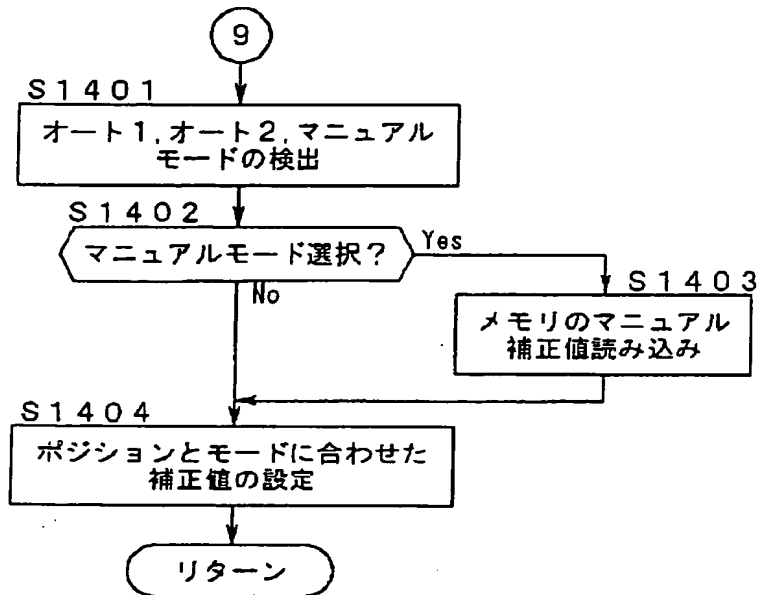 9
S1401
オート1,オート2,マニュアル
モードの検出
S1402
マニュアルモード選択?
Yes
No
S1403
メモリのマニュアル
補正値読み込み
S1404
ポジションとモードに合わせた
補正値の設定
リターン